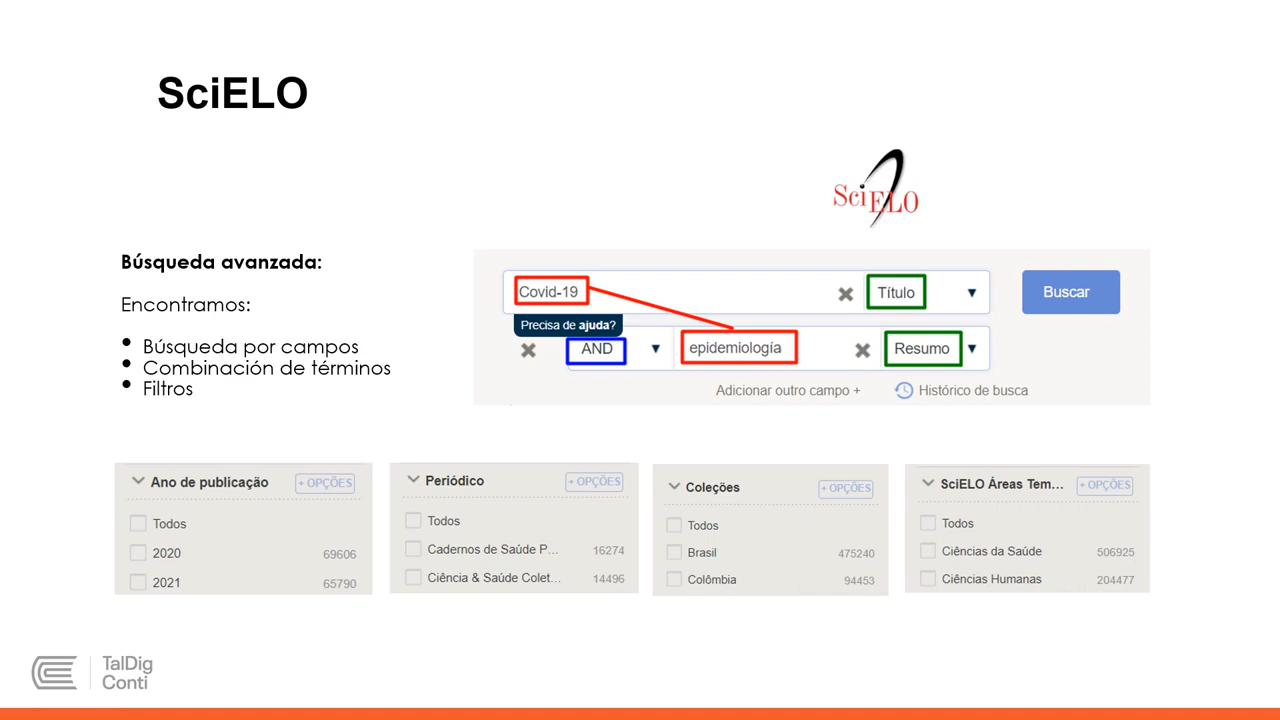 SciELO
SciELO
Búsqueda avanzada:
Encontramos:
• Búsqueda por campos
• Combinación de términos
• Filtros
Covid-19 Título Buscar
Precisa de ajuda?
AND epidemiología Resumo
Adicionar outro campo + Histórico de busca
Ano de publicação + OPÇÕES
Todos
2020 69606
2021 65790
Periódico + OPÇÕES
Todos
Cadernos de Saúde P... 16274
Ciência & Saúde Colet... 14496
Coleções + OPÇÕES
Todos
Brasil 475240
Colômbia 94453
SciELO Áreas Tem... + OPÇÕES
Todos
Ciências da Saúde 506925
Ciências Humanas 204477
TalDig
Conti